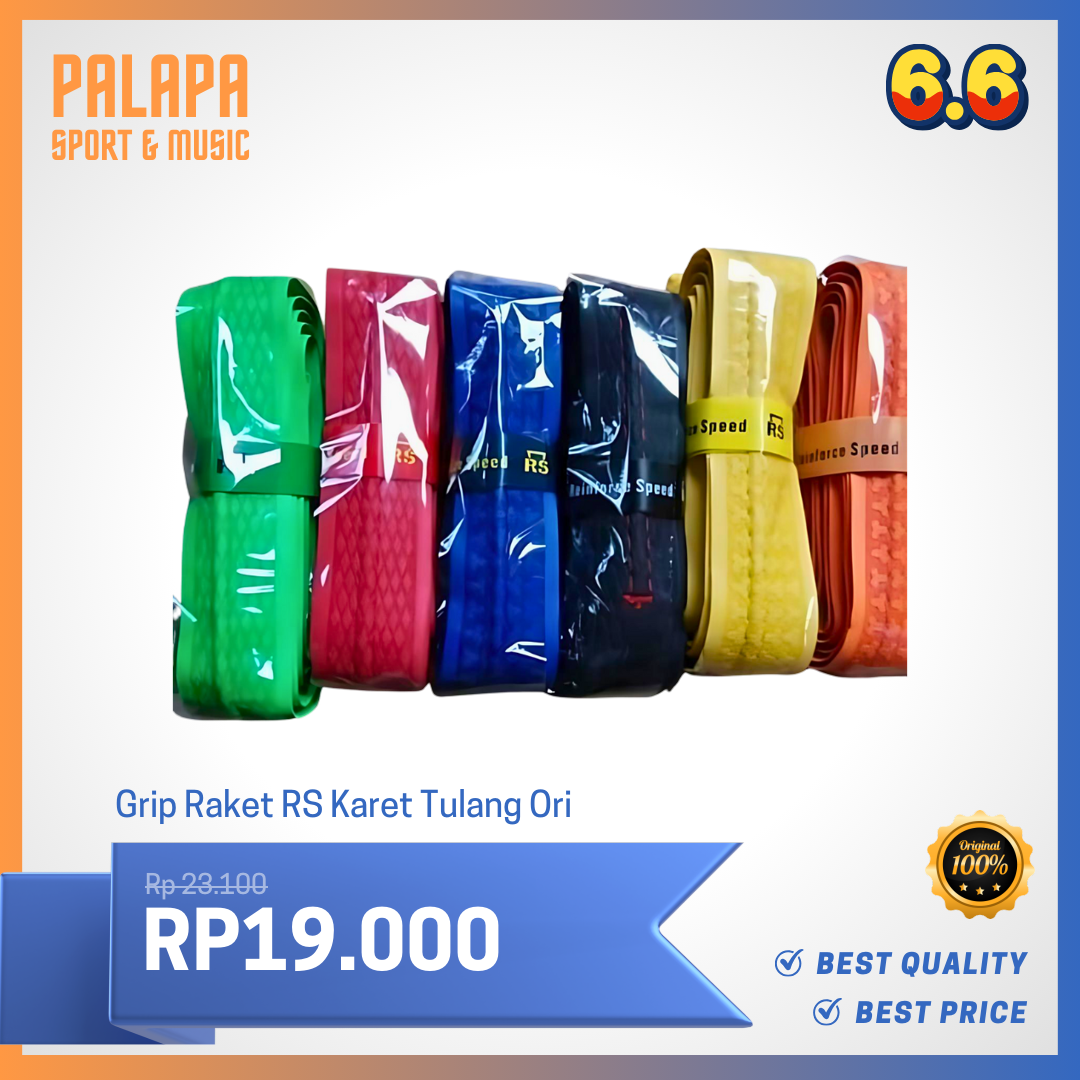 PALAPA
SPORT & MUSIC
6.6
RS
Speed
RS
Reinforce Speed
Speed
RS
Reinforce Speed
Grip Raket RS Karet Tulang Ori
Rp 23.100
RP19.000
Original
100%
BEST QUALITY
BEST PRICE